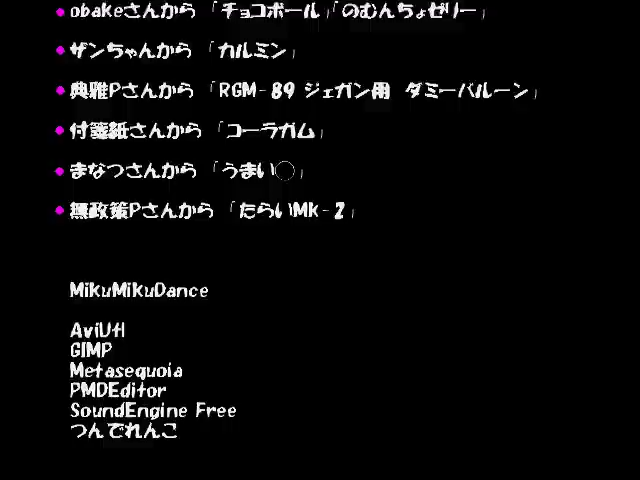 obakeさんから 「チョコボール」「のむんちょゼリー」
ザンちゃんから 「カルミン」
典雅Pさんから 「RGM-89 ジェガン用 ダミーバルーン」
付箋紙さんから 「コーラガム」
まなつさんから 「うまい◯」
無政策Pさんから 「たらいMk-2」
MikuMikuDance
AviUtl
GIMP
Metasequoia
PMDEditor
SoundEngine Free
つんでれんこ